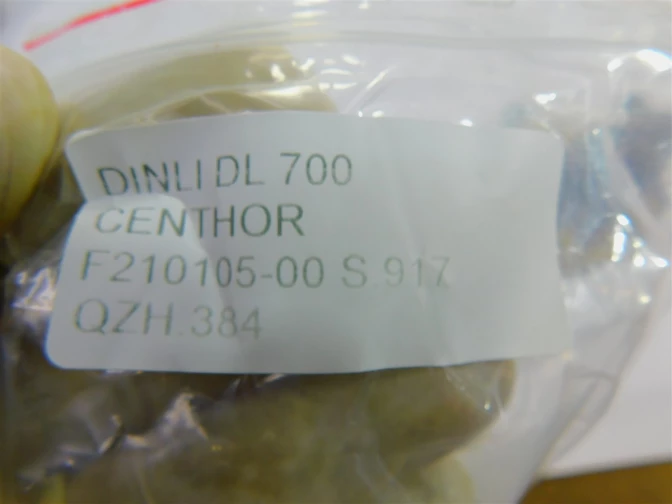 DINLI DL 700
CENTHOR
F210105-00 S.917
QZH.384